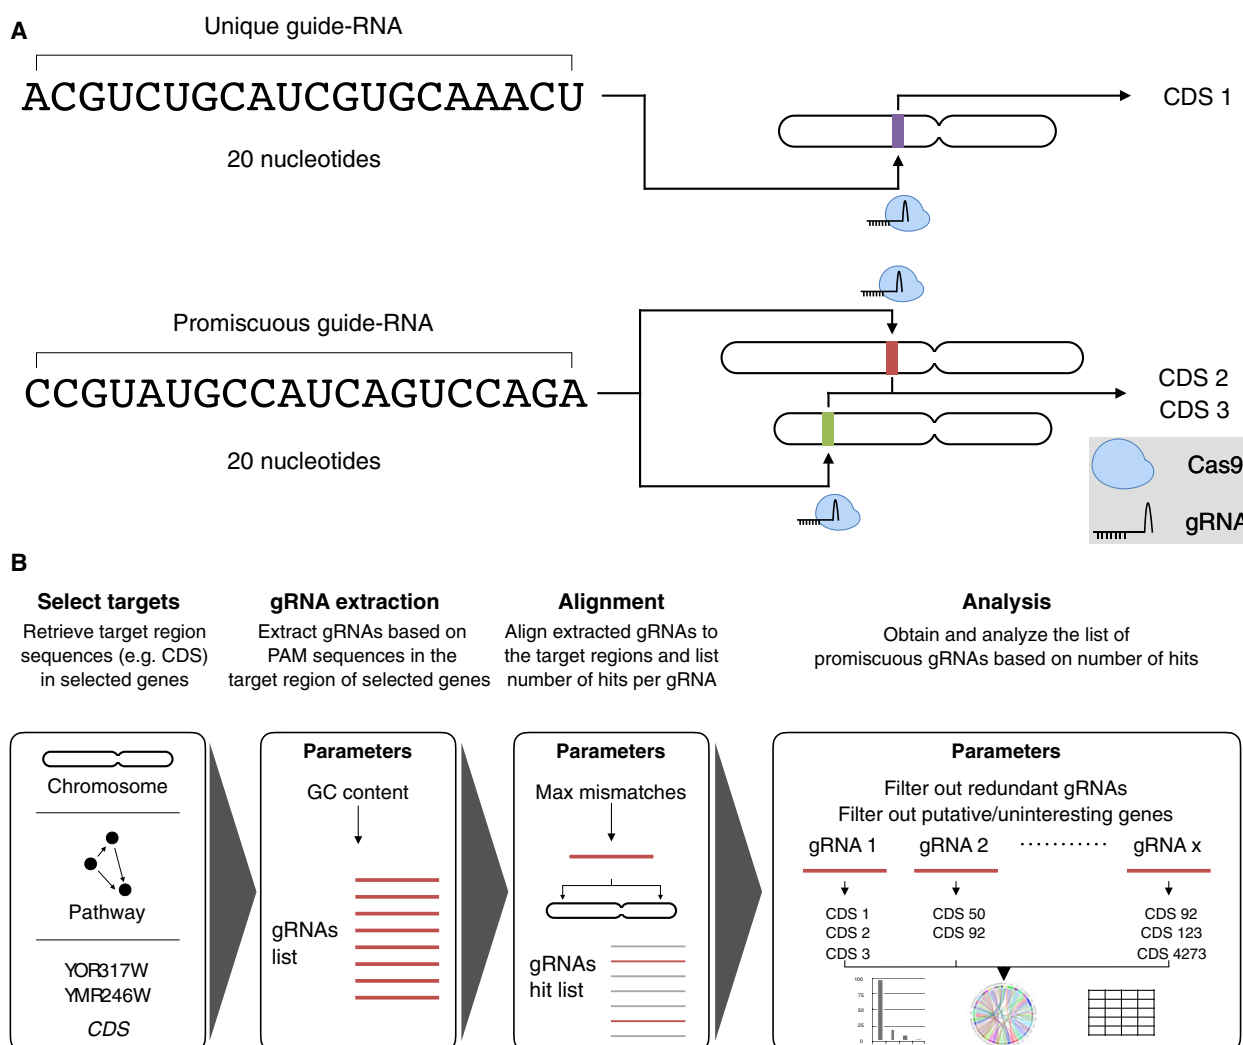 A
Unique guide-RNA
ACGUCUGCAUCGUGCAAACU
20 nucleotides
CDS 1
Promiscuous guide-RNA
CCGUAUGCCAUCAGUCCAGA
20 nucleotides
CDS 2
CDS 3
Cas9
gRNA
B
Select targets
Retrieve target region
sequences (e.g. CDS)
in selected genes
gRNA extraction
Extract gRNAs based on
PAM sequences in the
target region of selected genes
Alignment
Align extracted gRNAs to
the target regions and list
number of hits per gRNA
Analysis
Obtain and analyze the list of
promiscuous gRNAs based on number of hits
Chromosome
Pathway
YOR317W
YMR246W
CDS
Parameters
GC content
gRNAs
list
Parameters
Max mismatches
gRNAs
hit list
Parameters
Filter out redundant gRNAs
Filter out putative/uninteresting genes
gRNA 1
gRNA 2
gRNA x
CDS 1
CDS 2
CDS 3
CDS 50
CDS 92
CDS 92
CDS 123
CDS 4273
100
75
50
25
0